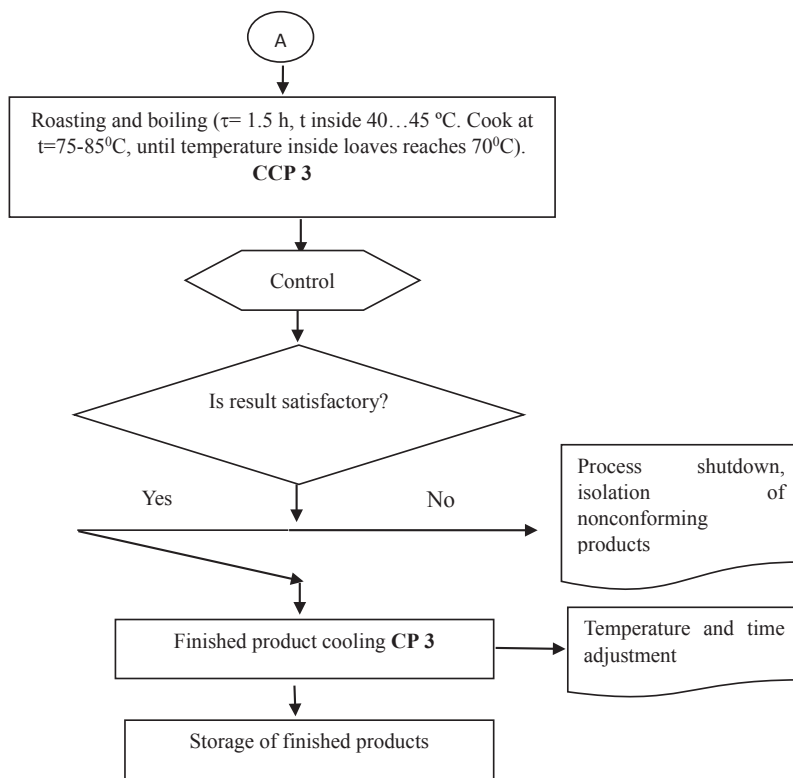 A
Roasting and boiling (τ= 1.5 h, t inside 40…45 ºC. Cook at
t=75-85⁰C, until temperature inside loaves reaches 70⁰C).
CCP 3
Control
Is result satisfactory?
Yes
No
Process shutdown,
isolation of
nonconforming
products
Finished product cooling CP 3
Temperature and time
adjustment
Storage of finished products